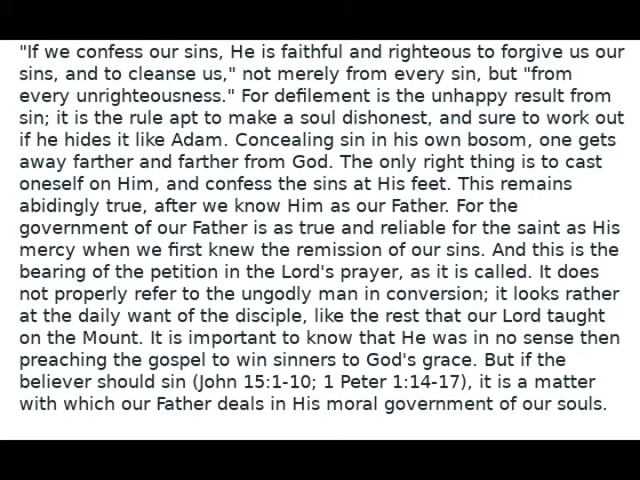 "If we confess our sins, He is faithful and righteous to forgive us our
sins, and to cleanse us," not merely from every sin, but "from
every unrighteousness." For defilement is the unhappy result from
sin; it is the rule apt to make a soul dishonest, and sure to work out
if he hides it like Adam. Concealing sin in his own bosom, one gets
away farther and farther from God. The only right thing is to cast
oneself on Him, and confess the sins at His feet. This remains
abidingly true, after we know Him as our Father. For the
government of our Father is as true and reliable for the saint as His
mercy when we first knew the remission of our sins. And this is the
bearing of the petition in the Lord's prayer, as it is called. It does
not properly refer to the ungodly man in conversion; it looks rather
at the daily want of the disciple, like the rest that our Lord taught
on the Mount. It is important to know that He was in no sense then
preaching the gospel to win sinners to God's grace. But if the
believer should sin (John 15:1-10; 1 Peter 1:14-17), it is a matter
with which our Father deals in His moral government of our souls.